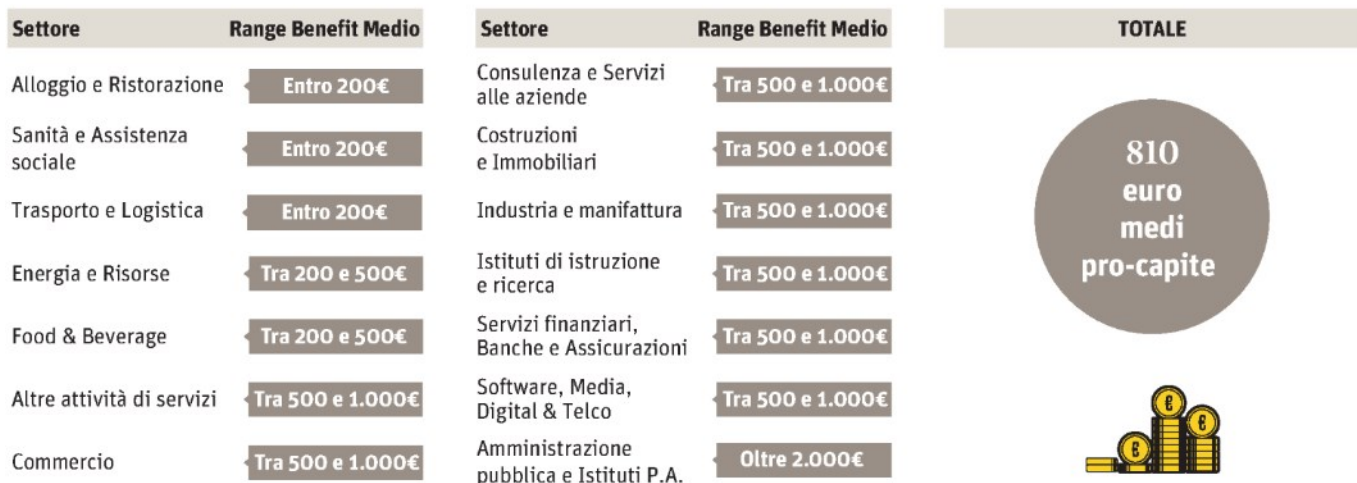 Settore Range Benefit Medio
Alloggio e Ristorazione Entro 200€
Sanità e Assistenza
sociale
Entro 200€
Trasporto e Logistica Entro 200€
Energia e Risorse Tra 200 e 500€
Food & Beverage Tra 200 e 500€
Altre attività di servizi Tra 500 e 1.000€
Commercio Tra 500 e 1.000€
Settore Range Benefit Medio
Consulenza e Servizi
alle aziende
Tra 500 e 1.000€
Costruzioni
e Immobiliari
Tra 500 e 1.000€
Industria e manifattura Tra 500 e 1.000€
Istituti di istruzione
e ricerca
Tra 500 e 1.000€
Servizi finanziari,
Banche e Assicurazioni
Tra 500 e 1.000€
Software, Media,
Digital & Telco
Tra 500 e 1.000€
Amministrazione
pubblica e Istituti P.A.
Oltre 2.000€
TOTALE
810
euro
medi
pro-capite
€
€
€